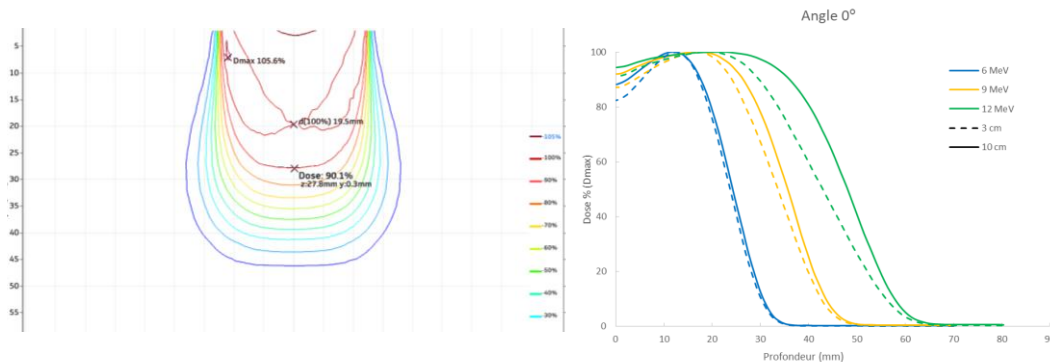 5
10
15
20
25
30
35
40
45
50
55
Dmax 105.6%
d(100%) 19.5mm
Dose: 90.1%
z:27.8mm y:0.3mm
105%
100%
90%
80%
70%
60%
50%
40%
30%
Angle 0°
Dose % (Dmax)
100
80
60
40
20
0
0 10 20 30 40 50 60 70 80 9
Profondeur (mm)
6 MeV
9 MeV
12 MeV
3 cm
10 cm